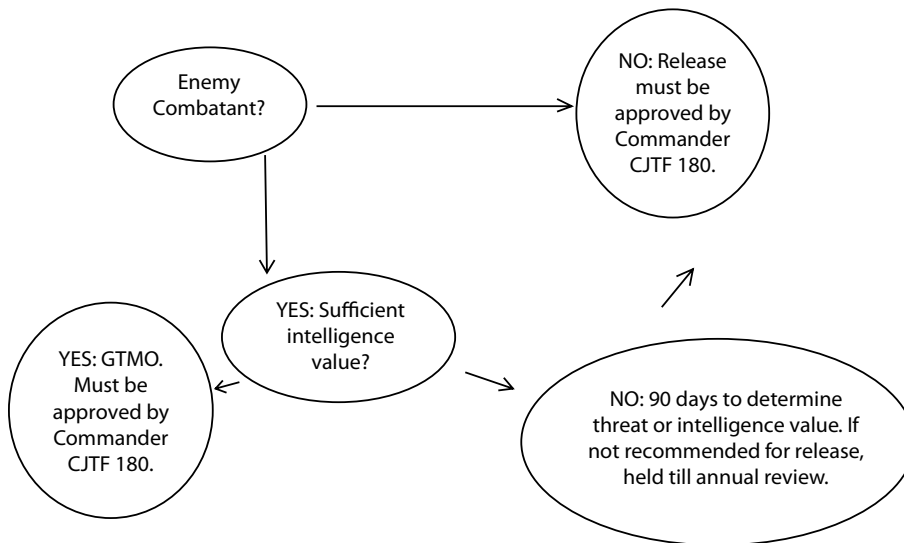 Enemy
Combatant?
NO: Release
must be
approved by
Commander
CJTF 180.
YES: Sufficient
intelligence
value?
YES: GTMO.
Must be
approved by
Commander
CJTF 180.
NO: 90 days to determine
threat or intelligence value. If
not recommended for release,
held till annual review.